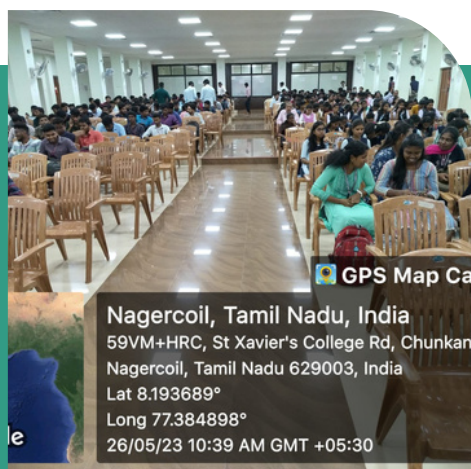 GPS Map Ca
Nagercoil, Tamil Nadu, India
59VM+HRC, St Xavier's College Rd, Chunkan
Nagercoil, Tamil Nadu 629003, India
Lat 8.193689°
Long 77.384898°
26/05/23 10:39 AM GMT +05:30
le